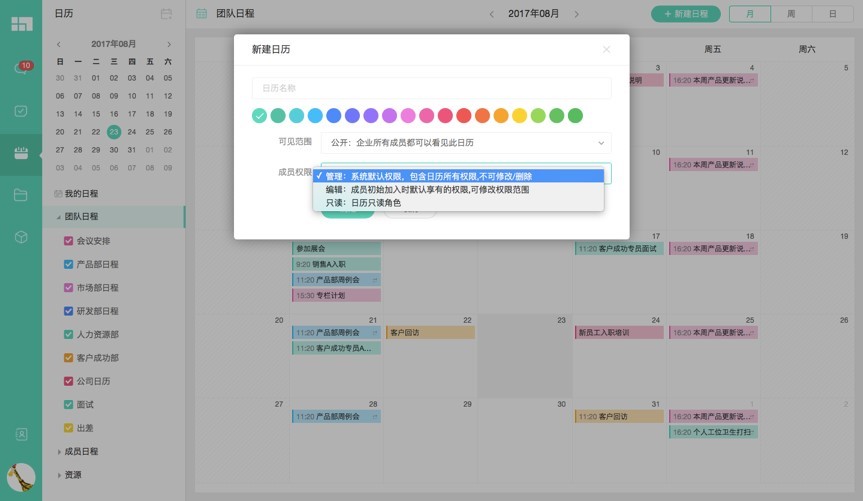 日历
团队日程
2017年08月
新建日程
月
周
日
10
2017年08月
日 一 二 三 四 五 六
30 31 01 02 03 04 05
06 07 08 09 10 11 12
13 14 15 16 17 18 19
20 21 22 23 24 25 26
27 28 29 30 31 01 02
03 04 05 06 07 08 09
我的日程
团队日程
会议安排
产品部日程
市场部日程
研发部日程
人力资源部
客户成功部
公司日历
面试
出差
成员日程
资源
新建日历
日历名称
可见范围
公开：企业所有成员都可以看见此日历
成员权限
✓ 管理：系统默认权限，包含日历所有权限,不可修改/删除
编辑：成员初始加入时默认享有的权限,可修改权限范围
只读：日历只读角色
周五
周六
3
4
5
说明
16:20 本周产品更新说...
10
11
12
16:20 本周产品更新说...
17
18
19
参加展会
9:20 销售A入职
11:20 产品部周例会
15:30 专栏计划
11:20 客户成功专员面试
16:20 本周产品更新说...
20
21
22
23
24
25
26
11:20 产品部周例会
11:20 客户成功专员A...
客户回访
新员工入职培训
16:20 本周产品更新说...
27
28
29
30
31
1
2
11:20 产品部周例会
11:20 客户回访
16:20 本周产品更新说...
16:20 个人工位卫生打扫